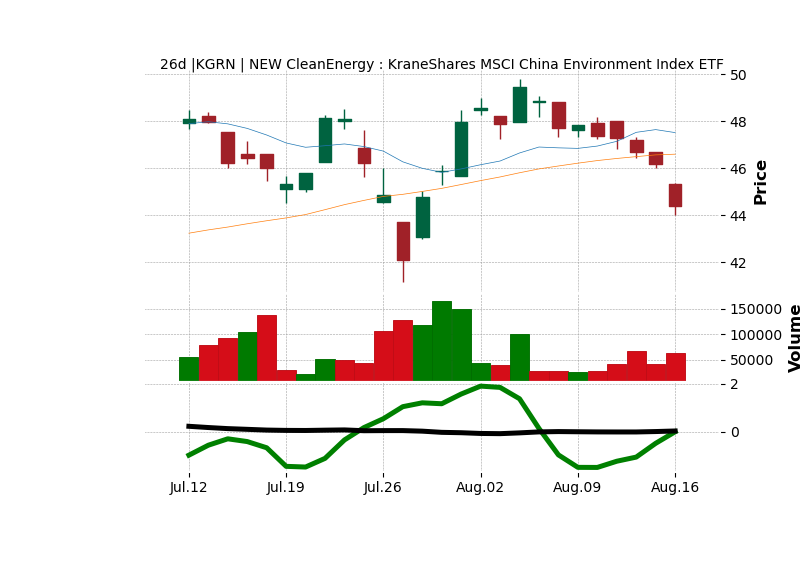 26d |KGRN | NEW CleanEnergy : KraneShares MSCI China Environment Index ETF
50
48
46
44
42
Price
150000
100000
50000
Volume
2
0
Jul.12 Jul.19 Jul.26 Aug.02 Aug.09 Aug.16